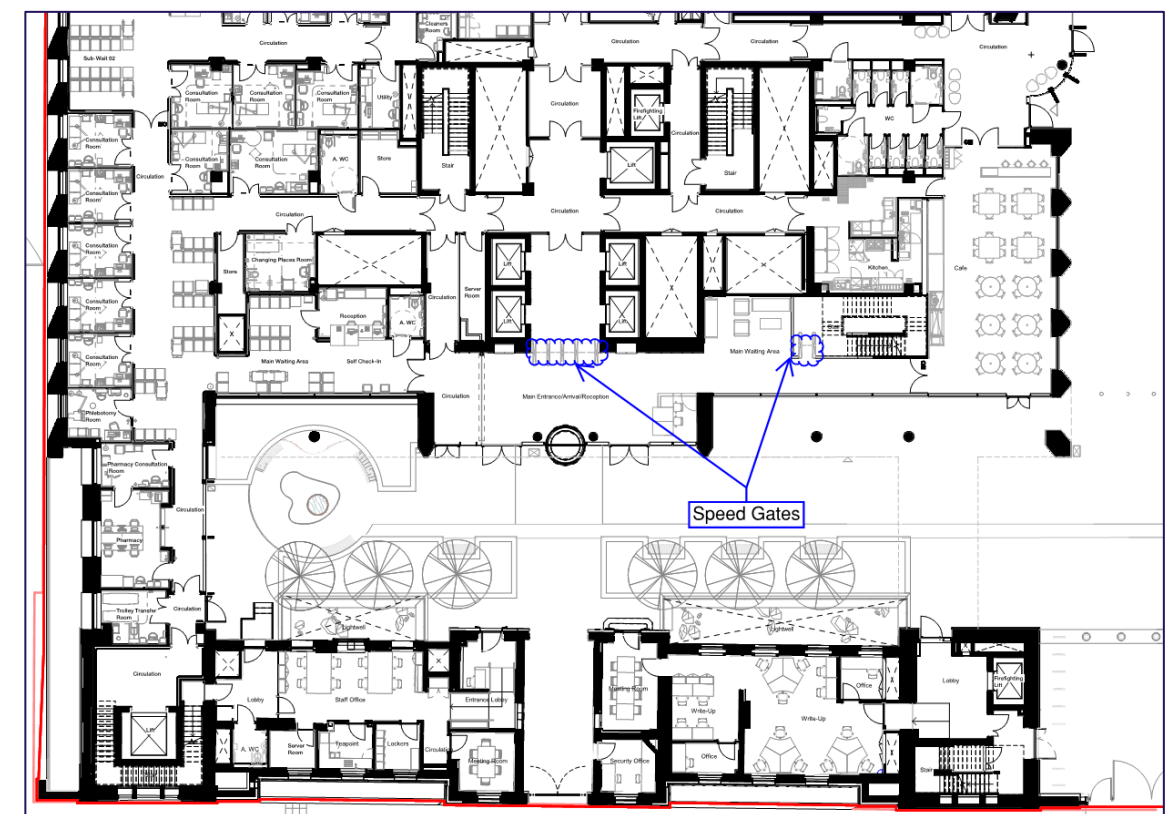 Cleaners
Room
Circulation
Circulation
Circulation
Circulation
Sub Wait 02
Consultation
Room
Consultation
Room
Consultation
Room
Utility
Circulation
Firefighting
Lift
Circulation
WC
Consultation
Room
Consultation
Room
Consultation
Room
A. WC
Store
Stair
Lift
Stair
Circulation
Consultation
Room
Consultation
Room
Circulation
Circulation
Circulation
Consultation
Room
Store
Changing Places Room
Circulation
Server
Room
Lift
Lift
Kitchen
Cafe
Consultation
Room
Reception
A. WC
Lift
Lift
Consultation
Room
Main Waiting Area
Self Check-In
Main Waiting Area
Phlebotomy
Room
Circulation
Main Entrance/Arrival/Reception
Pharmacy Consultation
Room
Circulation
Speed Gates
Pharmacy
Trolley Transfer
Room
Circulation
Lightwell
Lightwell
Circulation
Lobby
Staff Office
Entrance Lobby
Meeting Room
Write-Up
Write-Up
Office
Lobby
Firefighting
Lift
Lift
A. WC
Server
Room
Teapoint
Lockers
Circulation
Meeting Room
Security Office
Office
Stair